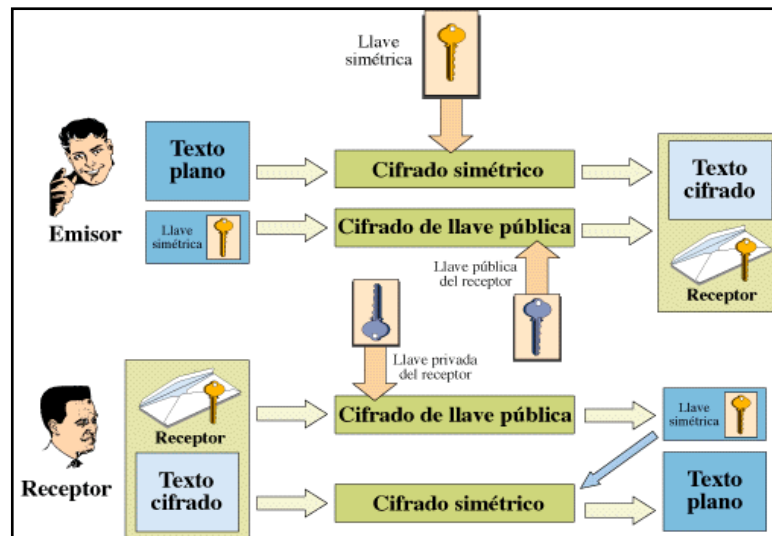 Llave
simétrica
Texto
plano
Cifrado simétrico
Texto
cifrado
Emisor
Llave
simétrica
Cifrado de llave pública
Llave pública
del receptor
Receptor
Llave privada
del receptor
Receptor
Receptor
Texto
cifrado
Cifrado de llave pública
Llave
simétrica
Cifrado simétrico
Texto
plano